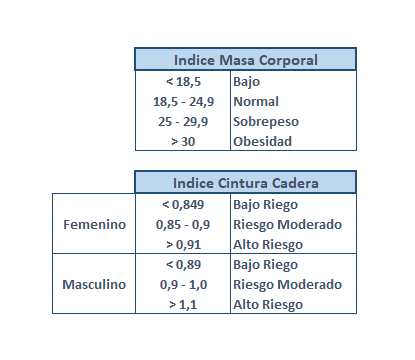 Indice Masa Corporal
< 18,5 Bajo
18,5 - 24,9 Normal
25 - 29,9 Sobrepeso
> 30 Obesidad
Indice Cintura Cadera
Femenino
< 0,849 Bajo Riego
0,85 - 0,9 Riesgo Moderado
> 0,91 Alto Riesgo
Masculino
< 0,89 Bajo Riego
0,9 - 1,0 Riesgo Moderado
> 1,1 Alto Riesgo